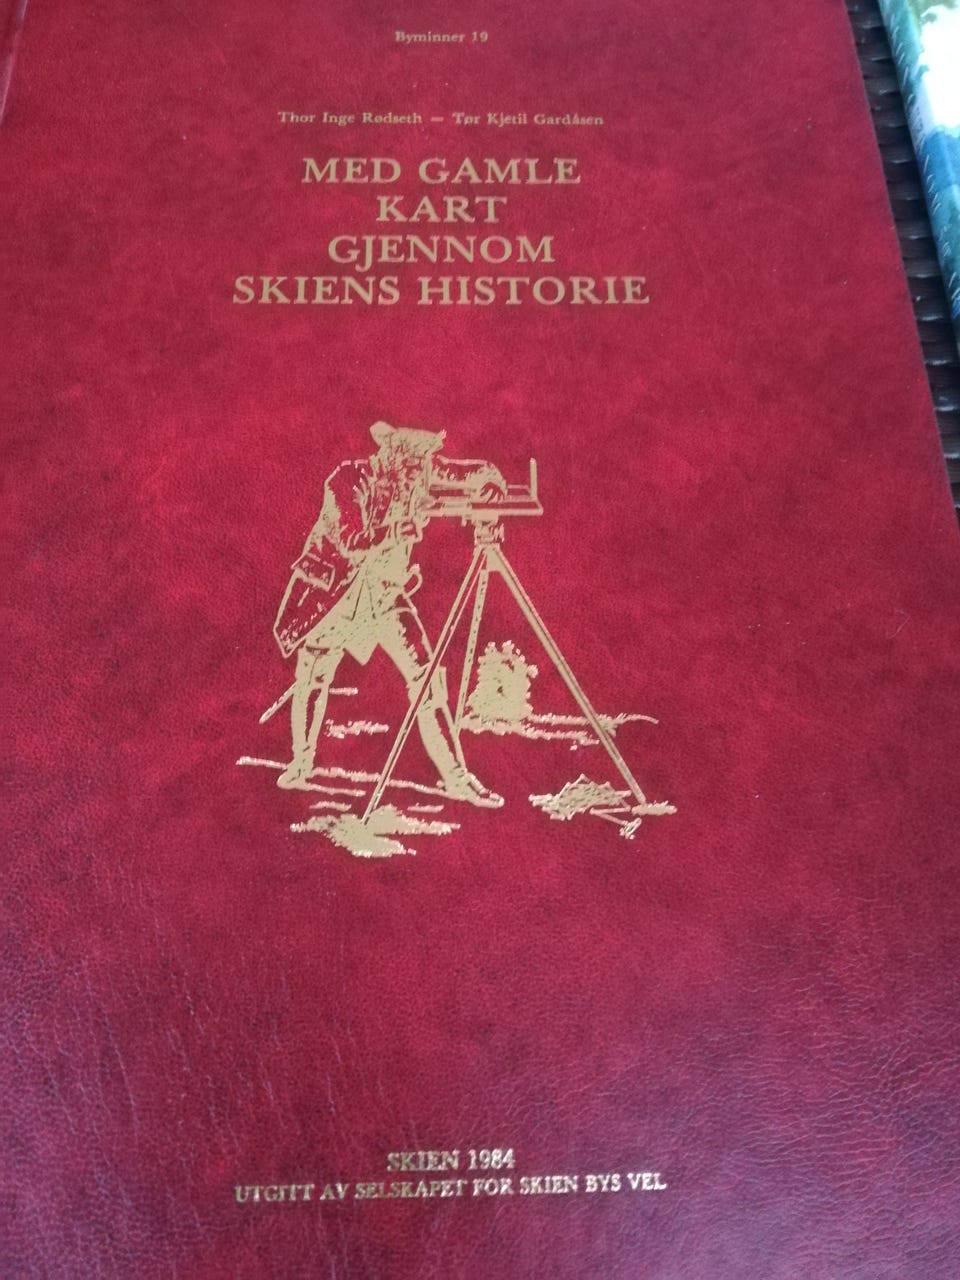 Byminner 19
Thor Inge Rødseth — Tor Kjetil Gardåsen
MED GAMLE
KART
GJENNOM
SKIENS HISTORIE
SKIEN 1984
UTGITT AV SELSKAPET FOR SKIEN BYS VEL